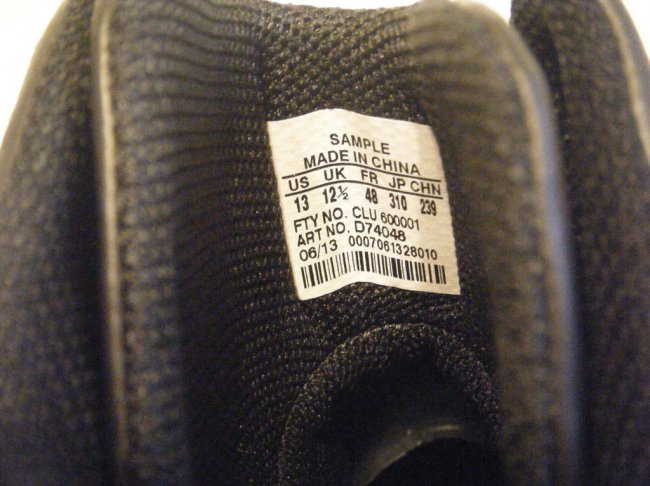 SAMPLE
MADE IN CHINA
US UK FR JP CHN
13 12½ 48 310 239
FTY NO. CLU 600001
ART NO. D74048
06/13 0007061328010